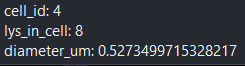 cell_id: 4
lys_in_cell: 8
diameter_um: 0.5273499715328217